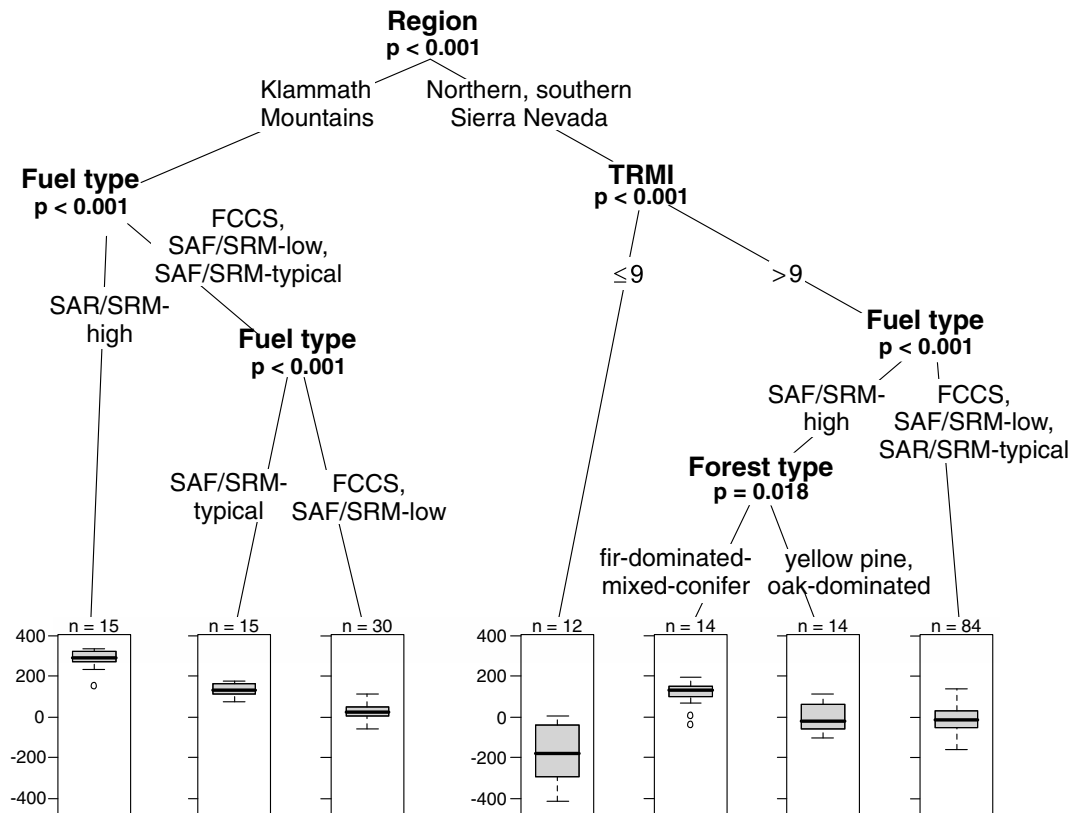 Region
p < 0.001
Klammath
Mountains
Northern, southern
Sierra Nevada
Fuel type
p < 0.001
TRMI
p < 0.001
FCCS,
SAF/SRM-low,
SAF/SRM-typical
≤9
>9
SAR/SRM-
high
Fuel type
p < 0.001
Fuel type
p < 0.001
SAF/SRM-
high
FCCS,
SAF/SRM-low,
SAR/SRM-typical
Forest type
p = 0.018
SAF/SRM-
typical
FCCS,
SAF/SRM-low
fir-dominated-
mixed-conifer
yellow pine,
oak-dominated
n = 15
n = 15
n = 30
n = 12
n = 14
n = 14
n = 84
400
200
0
-200
-400
400
200
0
-200
-400